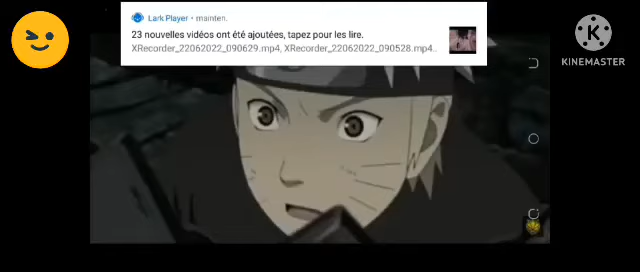 Lark Player • mainten.
23 nouvelles vidéos ont été ajoutées, tapez pour les lire.
XRecorder_22062022_090629.mp4, XRecorder_22062022_090528.mp4..
K
KINEMASTER